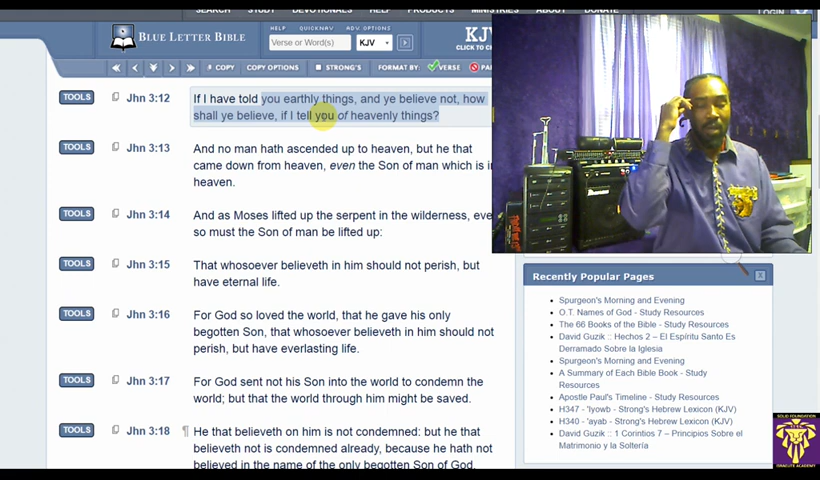 SEARCH STUDY BIBLES HELP PRODUCTS MINISTRIES ABOUT DONATE
LOGIN
BLUE LETTER BIBLE
HELP QUICKNAV ADV OPTIONS
Verse or Word(s) KJV
KJV
CLICK TO
COPY COPY OPTIONS STRONG'S FORMAT BY: VERSE
TOOLS Jhn 3:12 If I have told you earthly things, and ye believe not, how
shall ye believe, if I tell you of heavenly things?
TOOLS Jhn 3:13 And no man hath ascended up to heaven, but he that
came down from heaven, even the Son of man which is in
heaven.
TOOLS Jhn 3:14 And as Moses lifted up the serpent in the wilderness, eve
so must the Son of man be lifted up:
TOOLS Jhn 3:15 That whosoever believeth in him should not perish, but
have eternal life.
TOOLS Jhn 3:16 For God so loved the world, that he gave his only
begotten Son, that whosoever believeth in him should not
perish, but have everlasting life.
TOOLS Jhn 3:17 For God sent not his Son into the world to condemn the
world; but that the world through him might be saved.
TOOLS Jhn 3:18 ¶ He that believeth on him is not condemned: but he that
believeth not is condemned already, because he hath not
believed in the name of the only begotten Son of God.
Recently Popular Pages
Spurgeon's Morning and Evening
O.T. Names of God - Study Resources
The 66 Books of the Bible - Study Resources
David Guzik :: Hechos 2 – El Espíritu Santo Es
Derramado Sobre la Iglesia
Spurgeon's Morning and Evening
A Summary of Each Bible Book - Study
Resources
Apostle Paul's Timeline - Study Resources
H347 - 'Iyowb - Strong's Hebrew Lexicon (KJV)
H340 - 'ayab - Strong's Hebrew Lexicon (KJV)
David Guzik :: 1 Corintios 7 – Principios Sobre el
Matrimonio y la Soltería
SOLID FOUNDATION
ISRAELITE ACADEMY